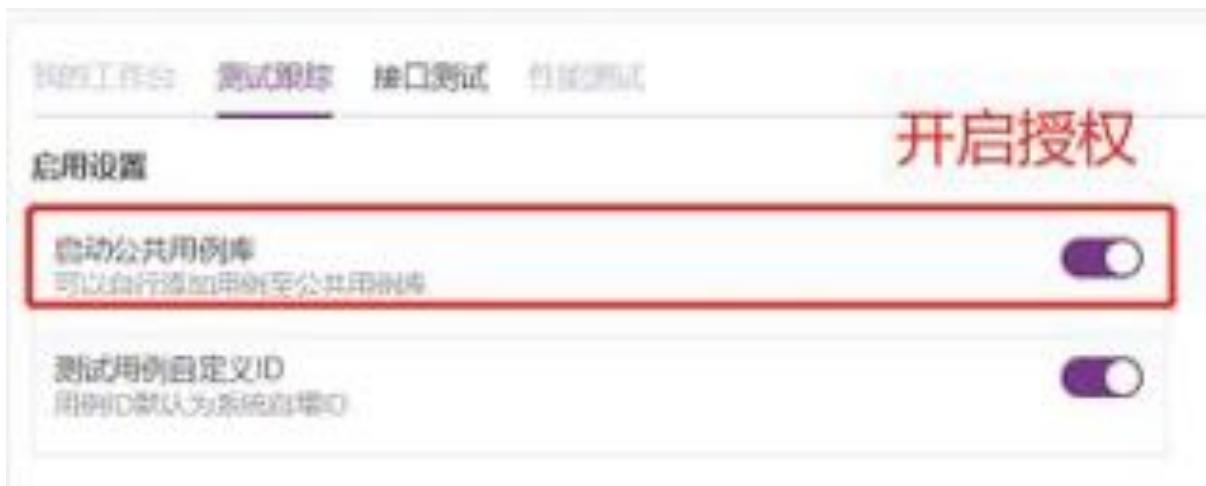 我的工作台 测试跟踪 接口测试 性能测试
开启授权
启用设置
启动公共用例库
可以自行添加用例至公共用例库
测试用例自定义ID
用例ID默认为系统自增ID